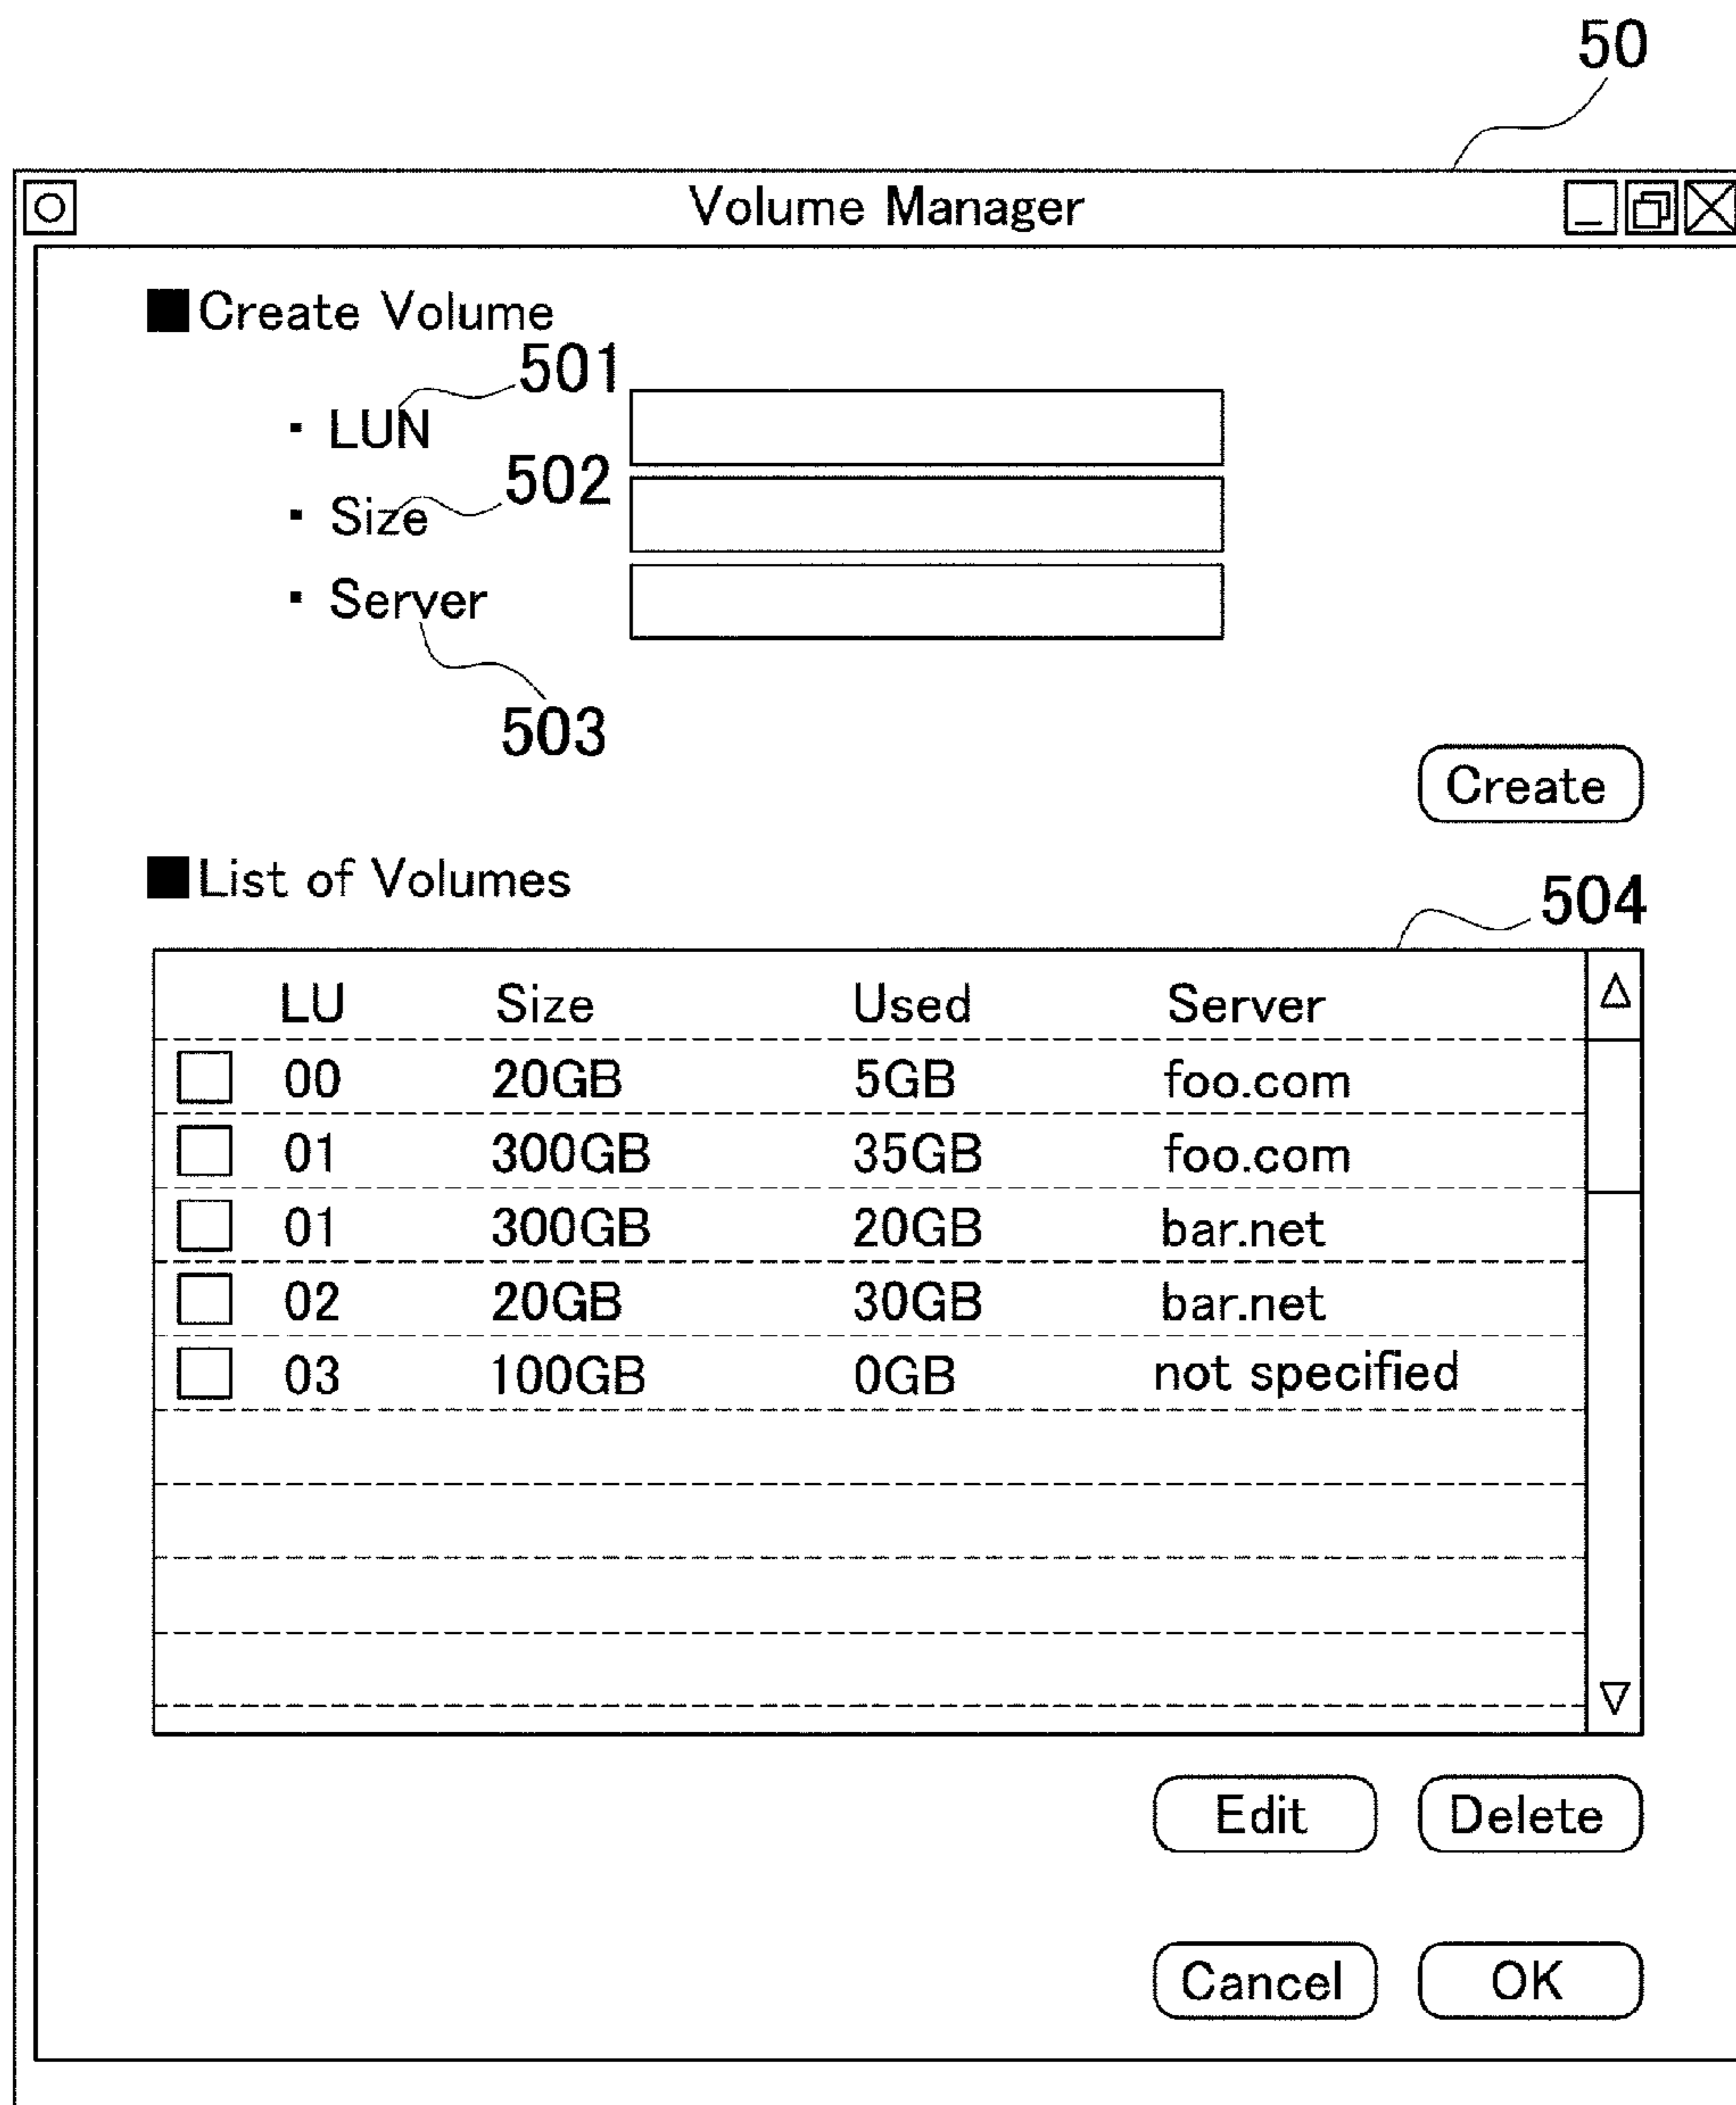 50
Volume Manager
■Create Volume
501
・LUN
502
・Size
・Server
503
Create
■List of Volumes
504
LU Size Used Server
00 20GB 5GB foo.com
01 300GB 35GB foo.com
01 300GB 20GB bar.net
02 20GB 30GB bar.net
03 100GB 0GB not specified
Edit Delete
Cancel OK